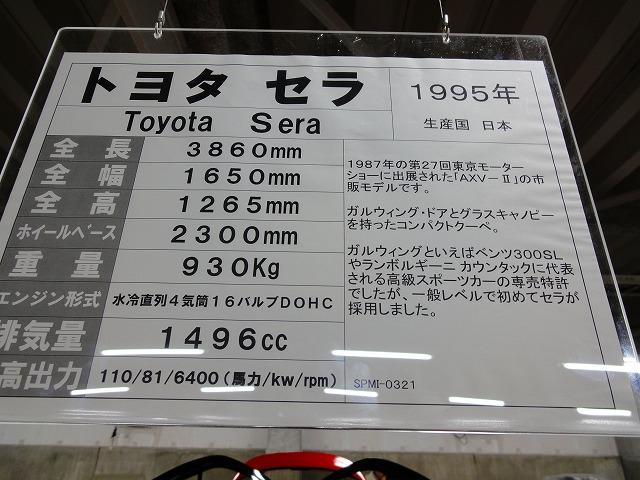 トヨタ セラ
Toyota Sera
1995年
生産国 日本
全長 3860mm
全幅 1650mm
全高 1265mm
ホイールベース 2300mm
重量 930Kg
エンジン形式 水冷直列4気筒16バルブDOHC
排気量 1496cc
高出力 110/81/6400(馬力/kw/rpm)
1987年の第27回東京モーター
ショーに出展された「AXV-Ⅱ」の市
販モデルです。
ガルウィング・ドアとグラスキャノピー
を持ったコンパクトクーペ。
ガルウィングといえばベンツ300SL
やランボルギーニ カウンタックに代表
される高級スポーツカーの専売特許
でしたが、一般レベルで初めてセラが
採用しました。
SPMI-0321